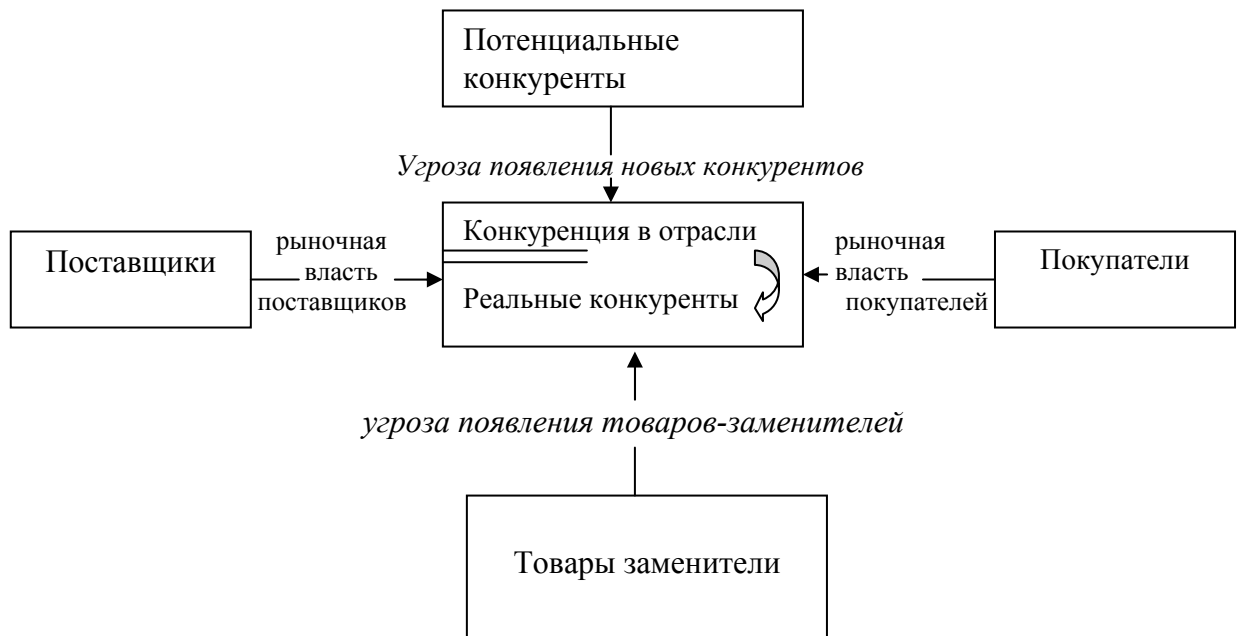 Потенциальные
конкуренты
Угроза появления новых конкурентов
Поставщики
рыночная
власть
поставщиков
Конкуренция в отрасли
Реальные конкуренты
рыночная
власть
покупателей
Покупатели
угроза появления товаров-заменителей
Товары заменители